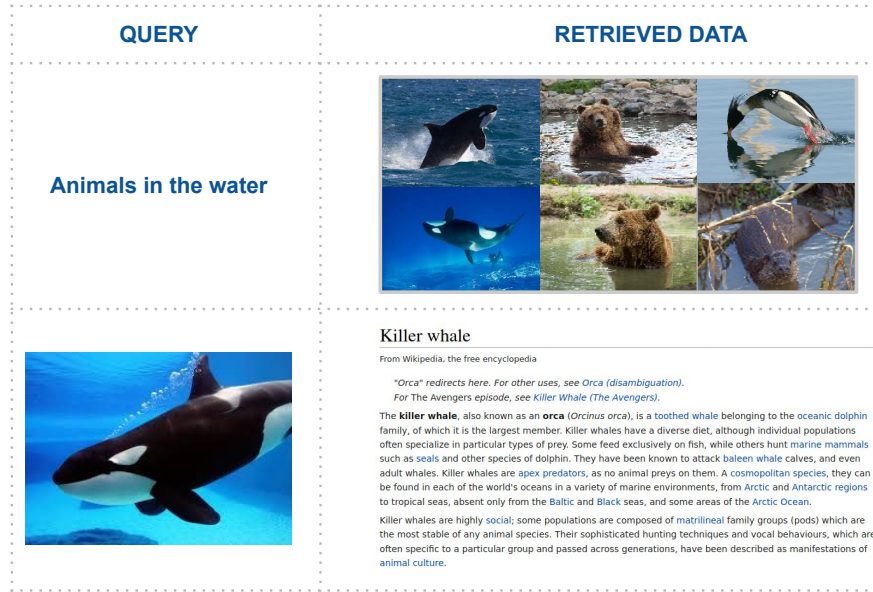 QUERY
RETRIEVED DATA
Animals in the water
Killer whale
From Wikipedia, the free encyclopedia
"Orca" redirects here. For other uses, see Orca (disambiguation).
For The Avengers episode, see Killer Whale (The Avengers).
The killer whale, also known as an orca (Orcinus orca), is a toothed whale belonging to the oceanic dolphin
family, of which it is the largest member. Killer whales have a diverse diet, although individual populations
often specialize in particular types of prey. Some feed exclusively on fish, while others hunt marine mammals
such as seals and other species of dolphin. They have been known to attack baleen whale calves, and even
adult whales. Killer whales are apex predators, as no animal preys on them. A cosmopolitan species, they can
be found in each of the world's oceans in a variety of marine environments, from Arctic and Antarctic regions
to tropical seas, absent only from the Baltic and Black seas, and some areas of the Arctic Ocean.
Killer whales are highly social; some populations are composed of matrilineal family groups (pods) which are
the most stable of any animal species. Their sophisticated hunting techniques and vocal behaviours, which are
often specific to a particular group and passed across generations, have been described as manifestations of
animal culture.